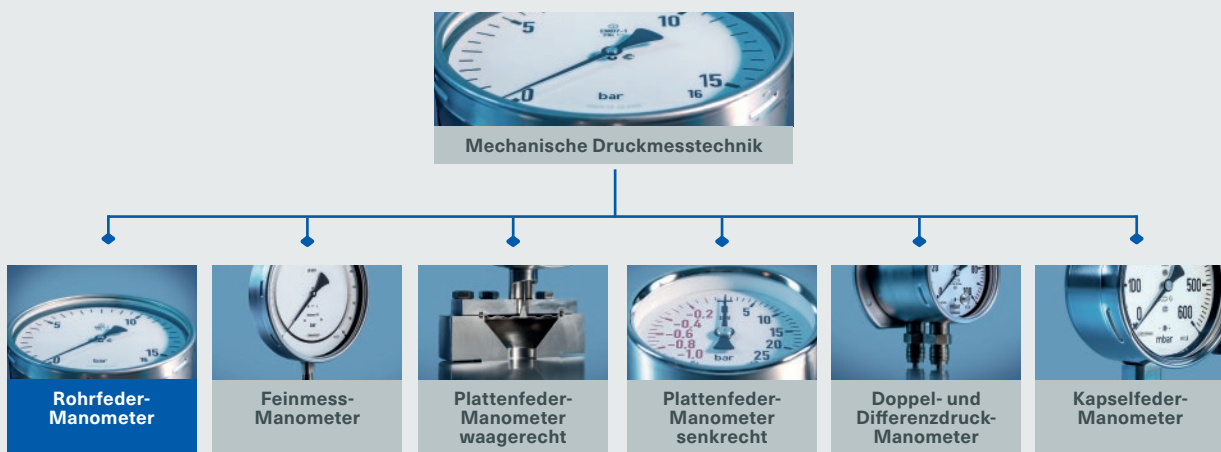 5
10
0
bar
15
16
Mechanische Druckmesstechnik
5
10
0
bar
15
16
bar
-0.2
-0.4
-0.6
-0.8
-1.0
0
5
10
15
20
25
bar
100
0
500
600
mbar
Rohrfeder-
Manometer
Feinmess-
Manometer
Plattenfeder-
Manometer
waagerecht
Plattenfeder-
Manometer
senkrecht
Doppel- und
Differenzdruck-
Manometer
Kapselfeder-
Manometer